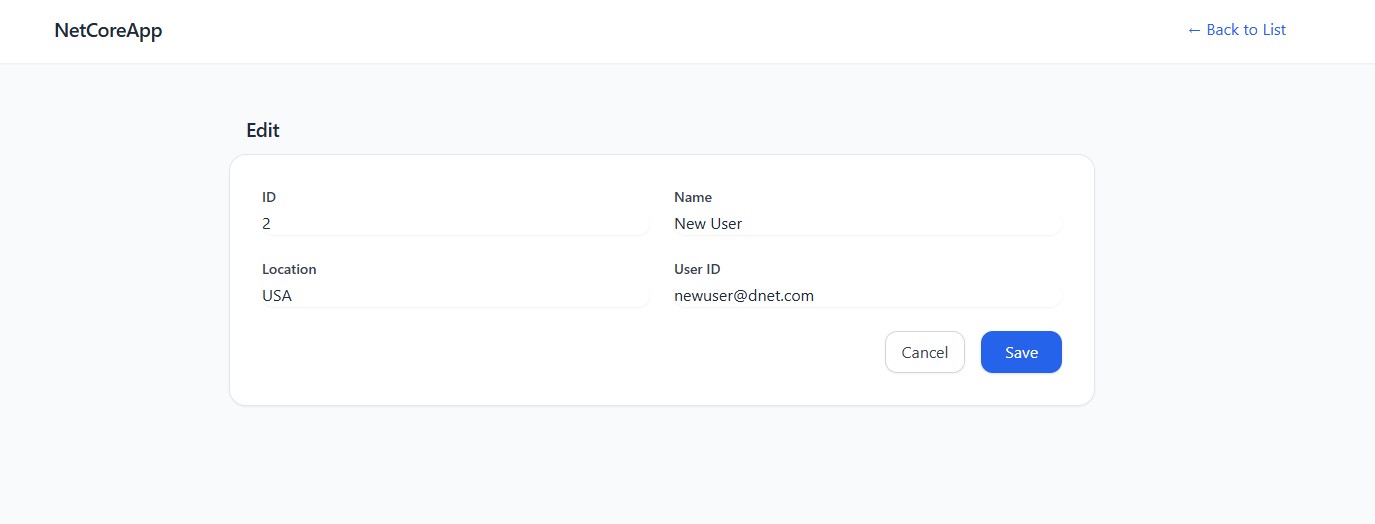 NetCoreApp
← Back to List
Edit
ID
2
Name
New User
Location
USA
User ID
newuser@dnet.com
Cancel
Save